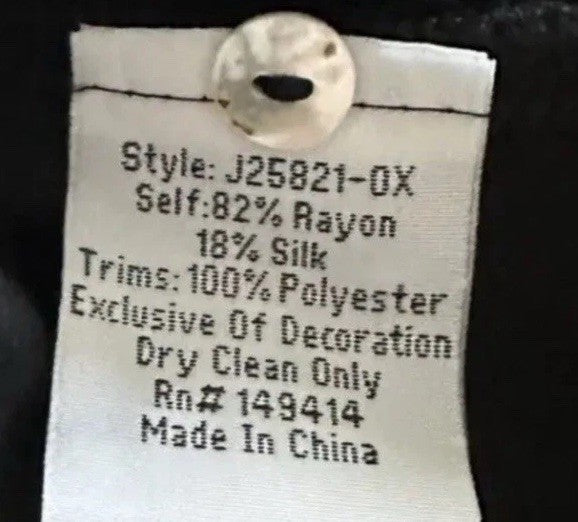 Style: J25821-0X
Self:82% Rayon
18% Silk
Trims:100% Polyester
Exclusive Of Decoration
Dry Clean Only
Rn# 149414
Made In China